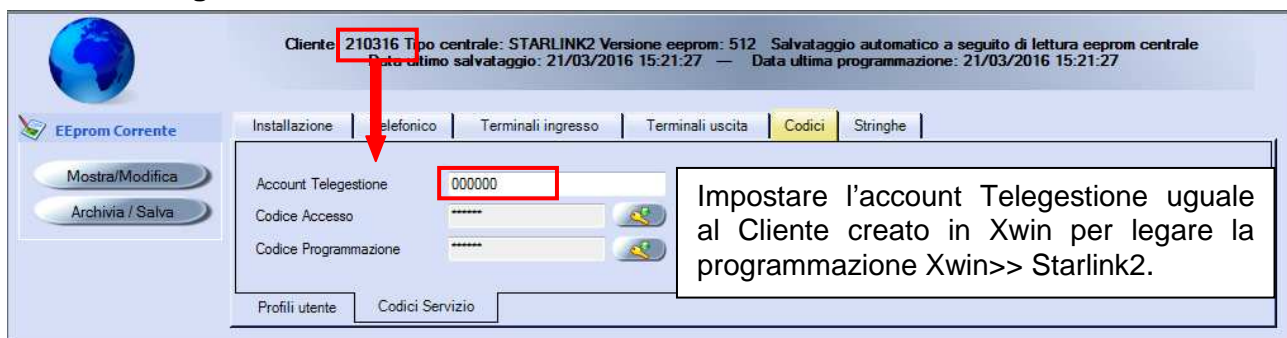 Cliente 210316 Tipo centrale: STARLINK2 Versione eeprom: 512 Salvataggio automatico a seguito di lettura eeprom centrale
Data ultimo salvataggio: 21/03/2016 15:21:27 — Data ultima programmazione: 21/03/2016 15:21:27
EEprom Corrente
Mostra/Modifica
Archivia / Salva
Installazione
Telefonico
Terminali ingresso
Terminali uscita
Codici
Stringhe
Account Telegestione
000000
Codice Accesso
******
Codice Programmazione
******
Impostare l'account Telegestione uguale
al Cliente creato in Xwin per legare la
programmazione Xwin>> Starlink2.
Profili utente
Codici Servizio